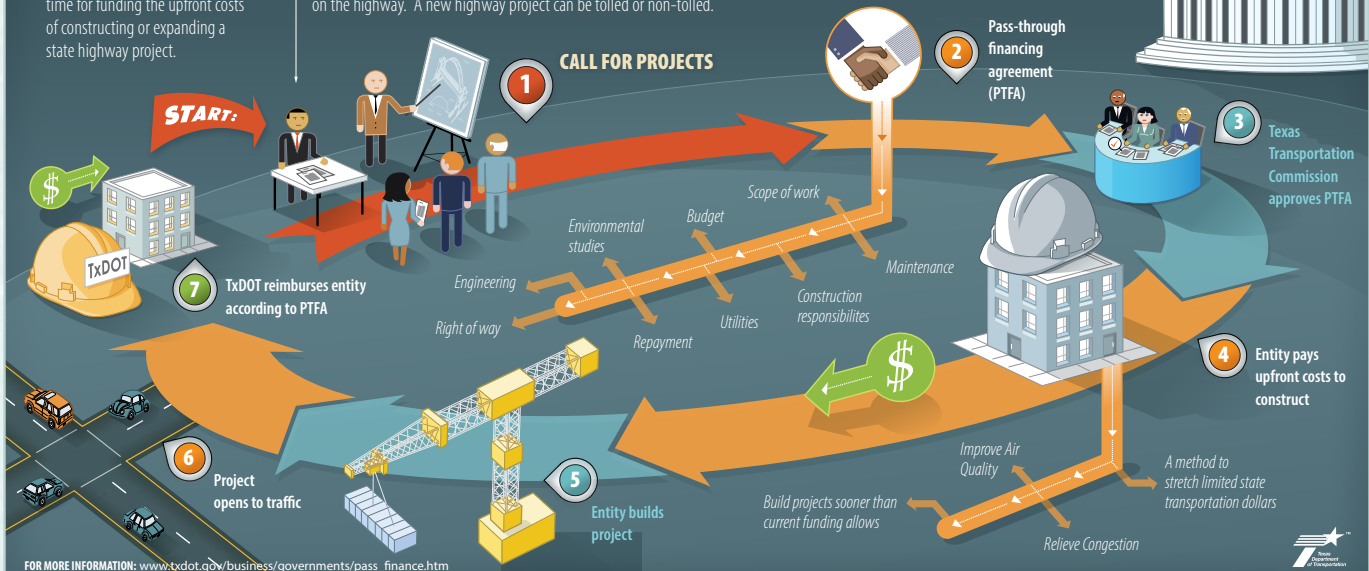 time for funding the upfront costs
of constructing or expanding a
state highway project.
on the highway. A new highway project can be tolled or non-tolled.
START:
1
CALL FOR PROJECTS
2
Pass-through
financing
agreement
(PTFA)
3
Texas
Transportation
Commission
approves PTFA
Scope of work
Budget
Environmental
studies
Engineering
Right of way
Maintenance
Construction
responsibilites
Utilities
Repayment
4
Entity pays
upfront costs to
construct
$
Improve Air
Quality
A method to
stretch limited state
transportation dollars
Build projects sooner than
current funding allows
Relieve Congestion
5
Entity builds
project
6
Project
opens to traffic
7
TxDOT reimburses entity
according to PTFA
$
TxDOT
FOR MORE INFORMATION: www.txdot.gov/business/governments/pass_finance.htm
Texas
Department
of Transportation
TM